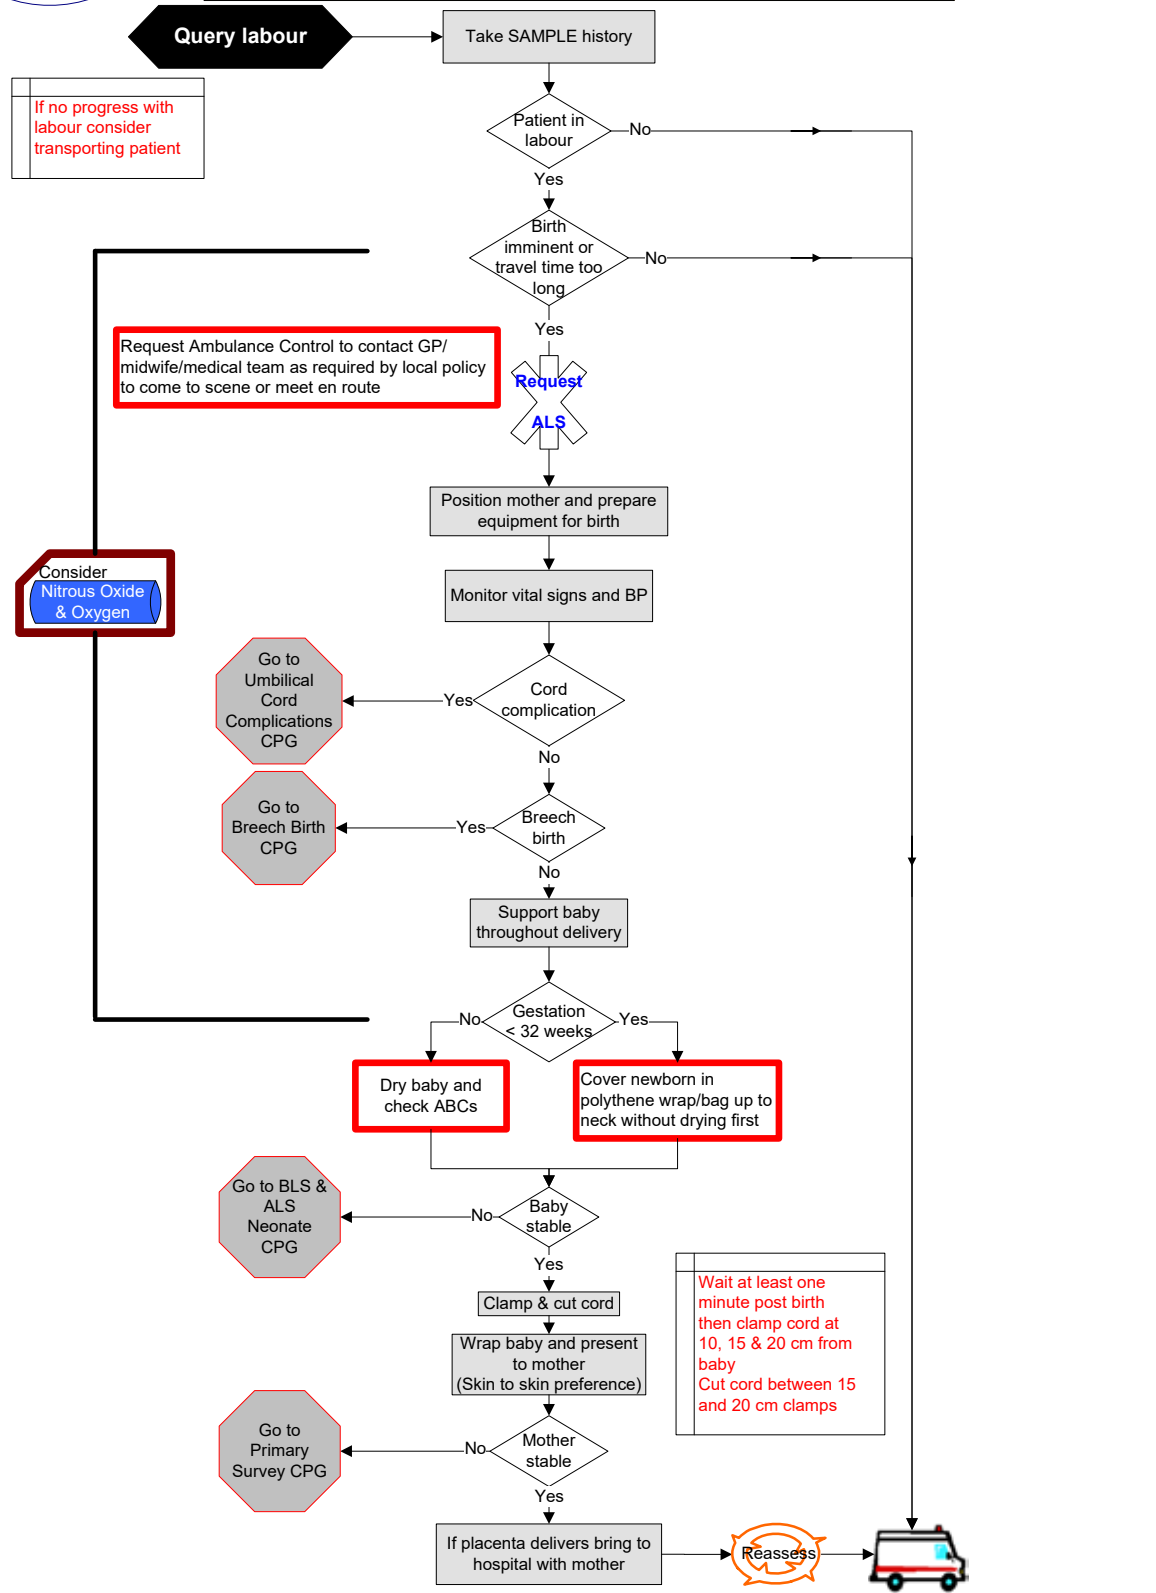 Query labour
Take SAMPLE history
If no progress with
labour consider
transporting patient
Patient in
labour
No
Yes
Birth
imminent or
travel time too
long
No
Yes
Request Ambulance Control to contact GP/
midwife/medical team as required by local policy
to come to scene or meet en route
Request
ALS
Position mother and prepare
equipment for birth
Consider
Nitrous Oxide
& Oxygen
Monitor vital signs and BP
Go to
Umbilical
Cord
Complications
CPG
Yes
Cord
complication
No
Go to
Breech Birth
CPG
Yes
Breech
birth
No
Support baby
throughout delivery
No
Gestation
< 32 weeks
Yes
Dry baby and
check ABCs
Cover newborn in
polythene wrap/bag up to
neck without drying first
Go to BLS &
ALS
Neonate
CPG
No
Baby
stable
Yes
Clamp & cut cord
Wait at least one
minute post birth
then clamp cord at
10, 15 & 20 cm from
baby
Cut cord between 15
and 20 cm clamps
Wrap baby and present
to mother
(Skin to skin preference)
Go to
Primary
Survey CPG
No
Mother
stable
Yes
If placenta delivers bring to
hospital with mother
Reassess